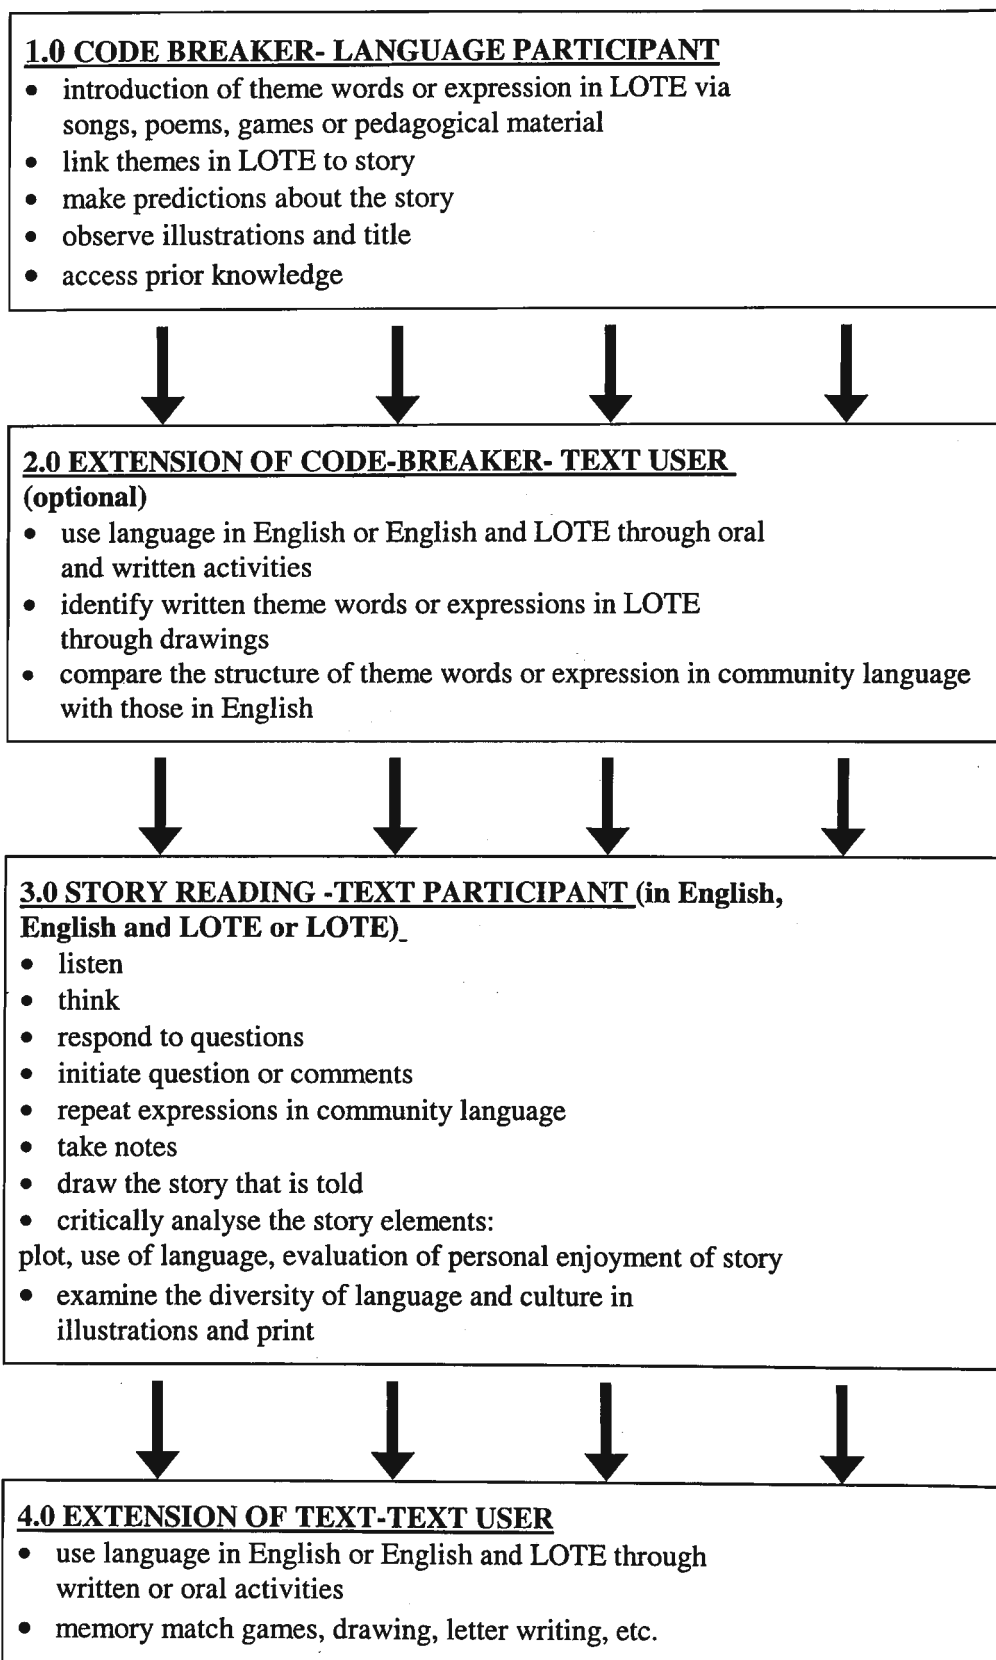 1.0 CODE BREAKER- LANGUAGE PARTICIPANT
• introduction of theme words or expression in LOTE via
songs, poems, games or pedagogical material
• link themes in LOTE to story
• make predictions about the story
• observe illustrations and title
• access prior knowledge
2.0 EXTENSION OF CODE-BREAKER- TEXT USER
(optional)
• use language in English or English and LOTE through oral
and written activities
• identify written theme words or expressions in LOTE
through drawings
• compare the structure of theme words or expression in community language
with those in English
3.0 STORY READING -TEXT PARTICIPANT (in English,
English and LOTE or LOTE)
• listen
• think
• respond to questions
• initiate question or comments
• repeat expressions in community language
• take notes
• draw the story that is told
• critically analyse the story elements:
plot, use of language, evaluation of personal enjoyment of story
• examine the diversity of language and culture in
illustrations and print
4.0 EXTENSION OF TEXT-TEXT USER
• use language in English or English and LOTE through
written or oral activities
• memory match games, drawing, letter writing, etc.